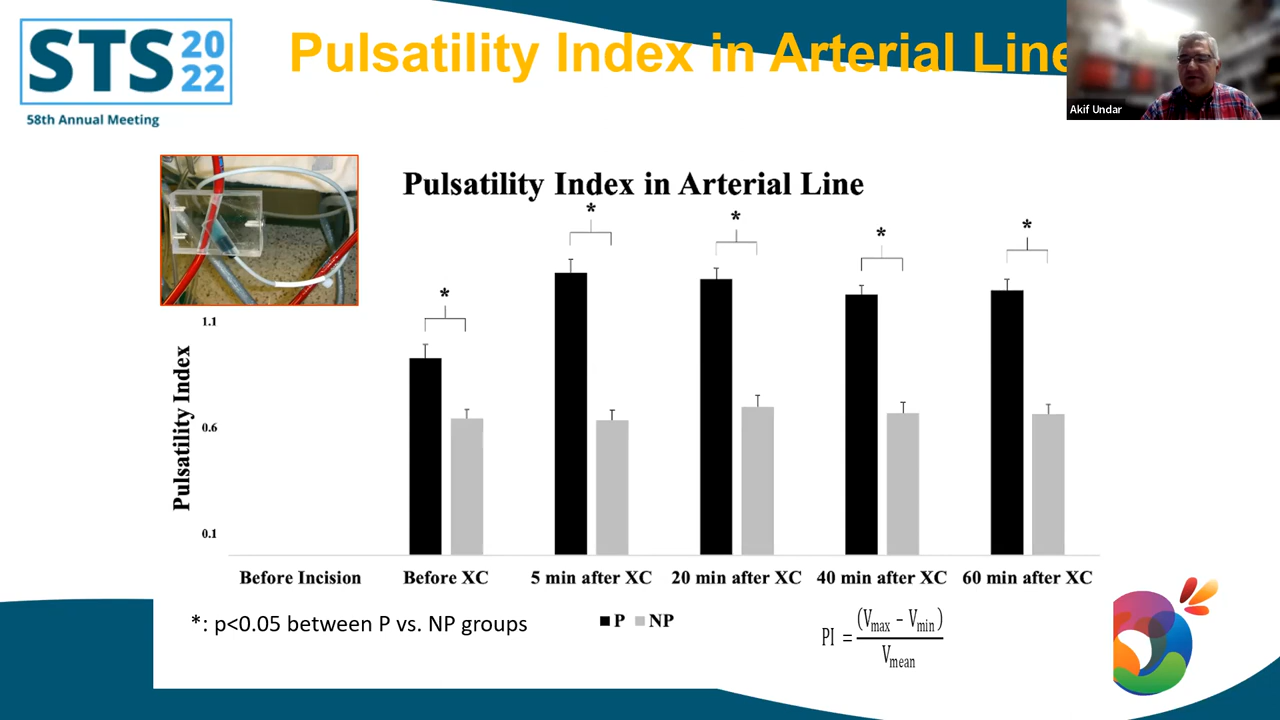 Pulsatility Index in Arterial Line
STS 20
22
58th Annual Meeting
Akif Undar
Pulsatility Index in Arterial Line
* * * * *
1.1
0.6
0.1
Pulsatility Index
Before Incision Before XC 5 min after XC 20 min after XC 40 min after XC 60 min after XC
*: p<0.05 between P vs. NP groups
P NP
PI = (Vmax - Vmin)
Vmean